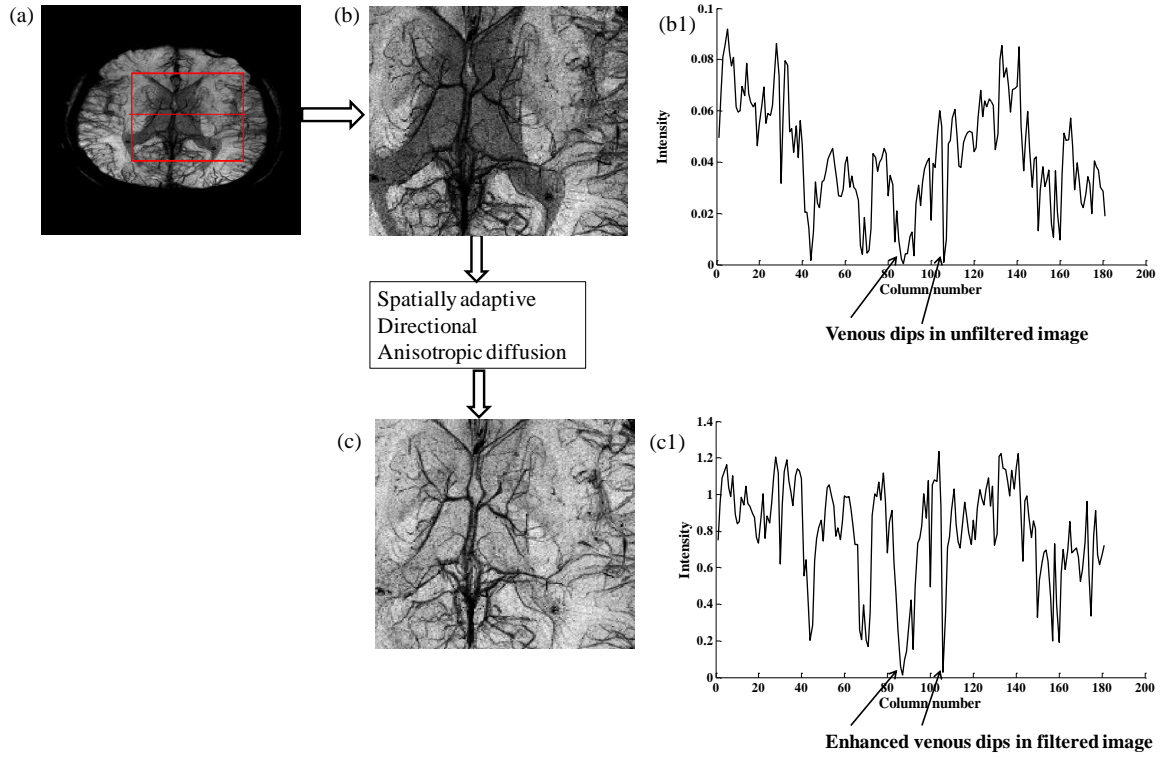 (a)
(b)
(b1)
0.1
0.08
0.06
0.04
0.02
0
Intensity
0 20 40 60 80 100 120 140 160 180 200
Column number
Venous dips in unfiltered image
Spatially adaptive
Directional
Anisotropic diffusion
(c)
(c1)
1.4
1.2
1
0.8
0.6
0.4
0.2
0
Intensity
0 20 40 60 80 100 120 140 160 180 200
Column number
Enhanced venous dips in filtered image